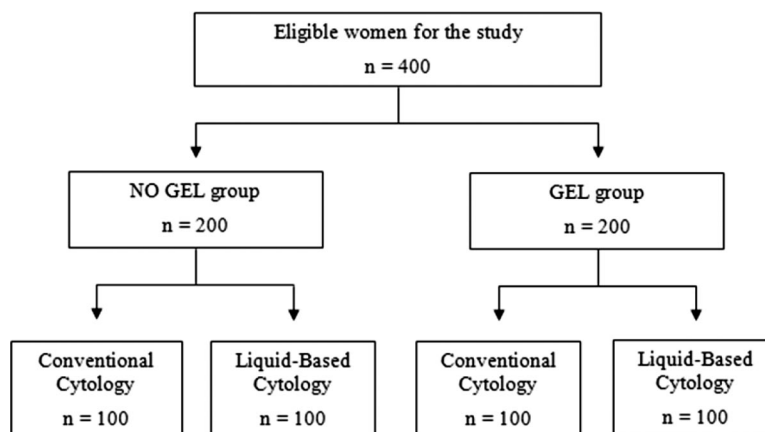 Eligible women for the study
n = 400
NO GEL group
n = 200
GEL group
n = 200
Conventional
Cytology
n = 100
Liquid-Based
Cytology
n = 100
Conventional
Cytology
n = 100
Liquid-Based
Cytology
n = 100